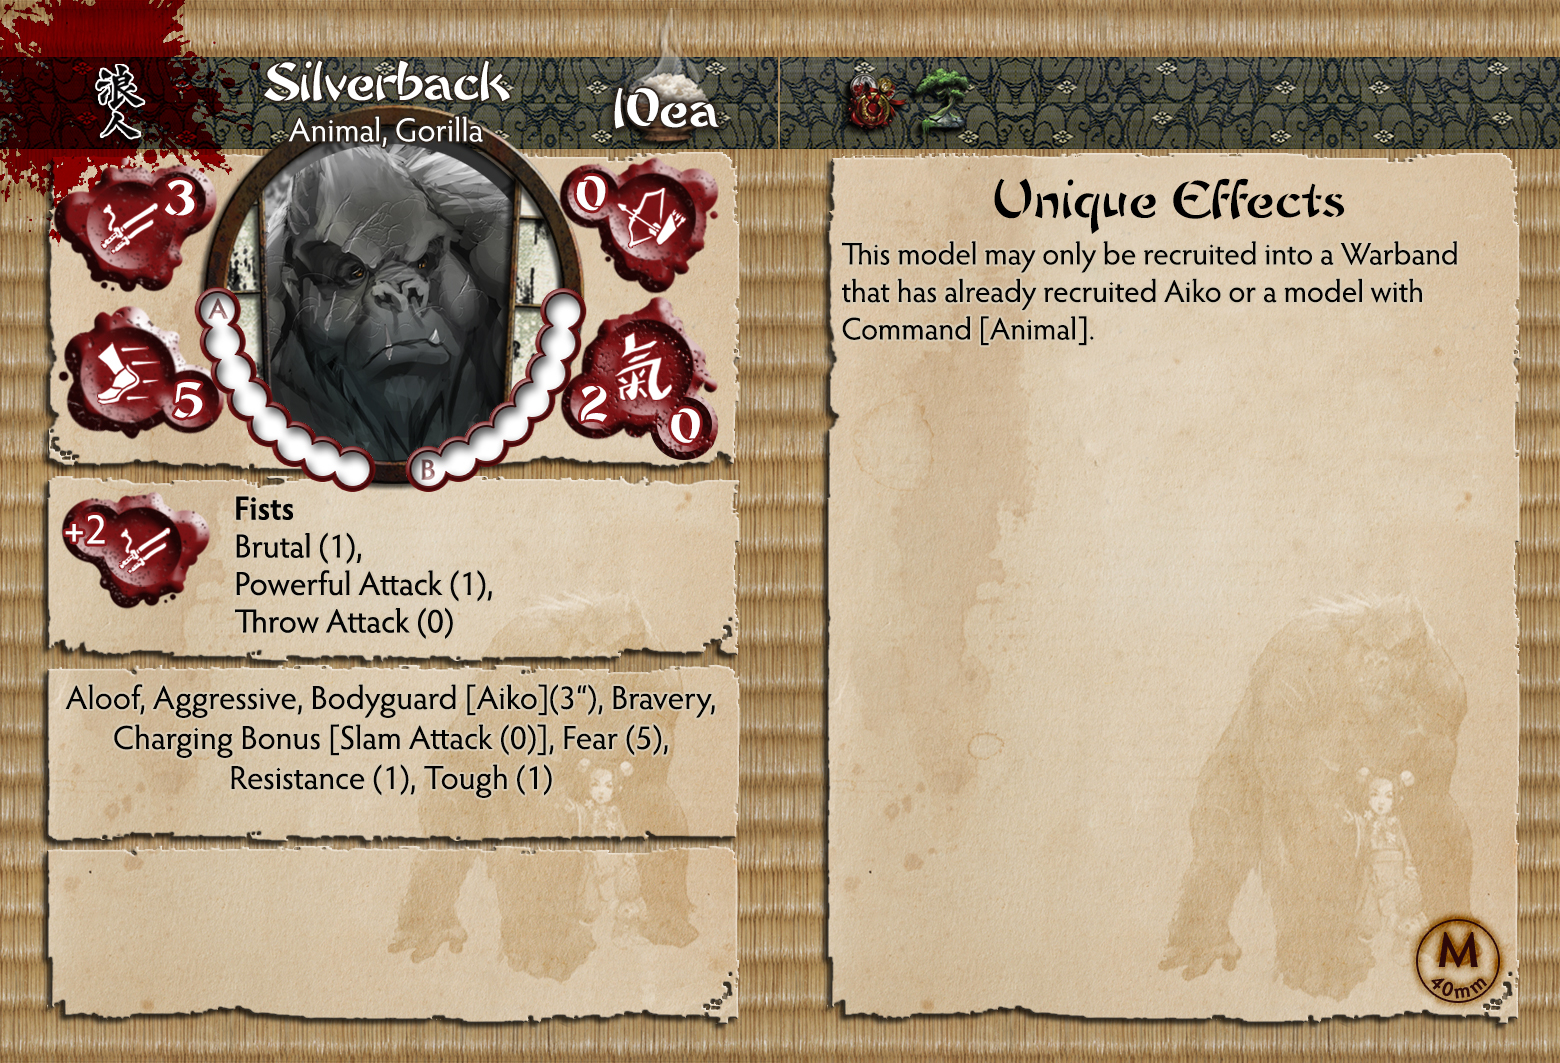 浪人
Silverback
Animal, Gorilla
10ea
3
0
5
2
0
A
B
+2
Fists
Brutal (1),
Powerful Attack (1),
Throw Attack (0)
Aloof, Aggressive, Bodyguard [Aiko](3“), Bravery,
Charging Bonus [Slam Attack (0)], Fear (5),
Resistance (1), Tough (1)
氣
Unique Effects
This model may only be recruited into a Warband
that has already recruited Aiko or a model with
Command [Animal].
M
40mm